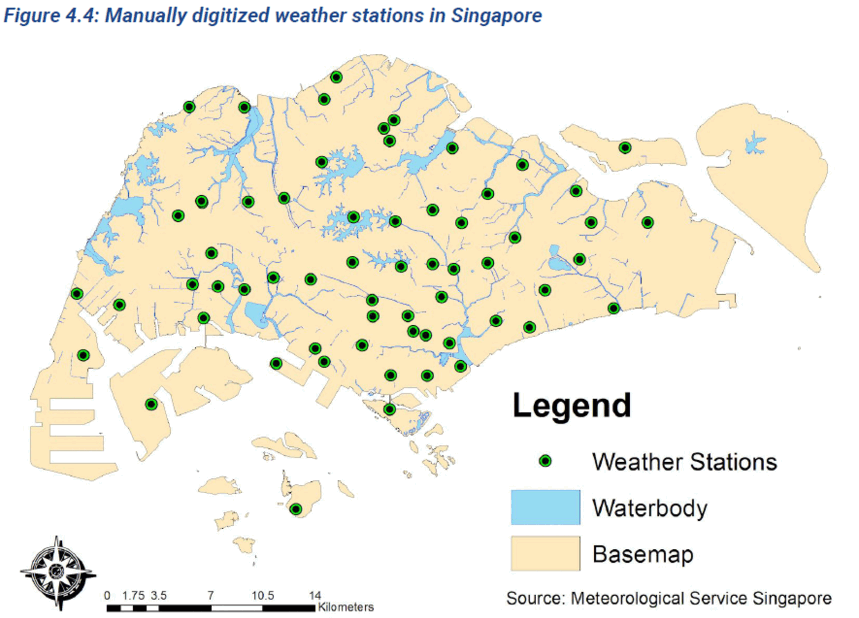 Figure 4.4: Manually digitized weather stations in Singapore
Legend
Weather Stations
Waterbody
Basemap
Source: Meteorological Service Singapore
0 1.75 3.5 7 10.5 14
Kilometers